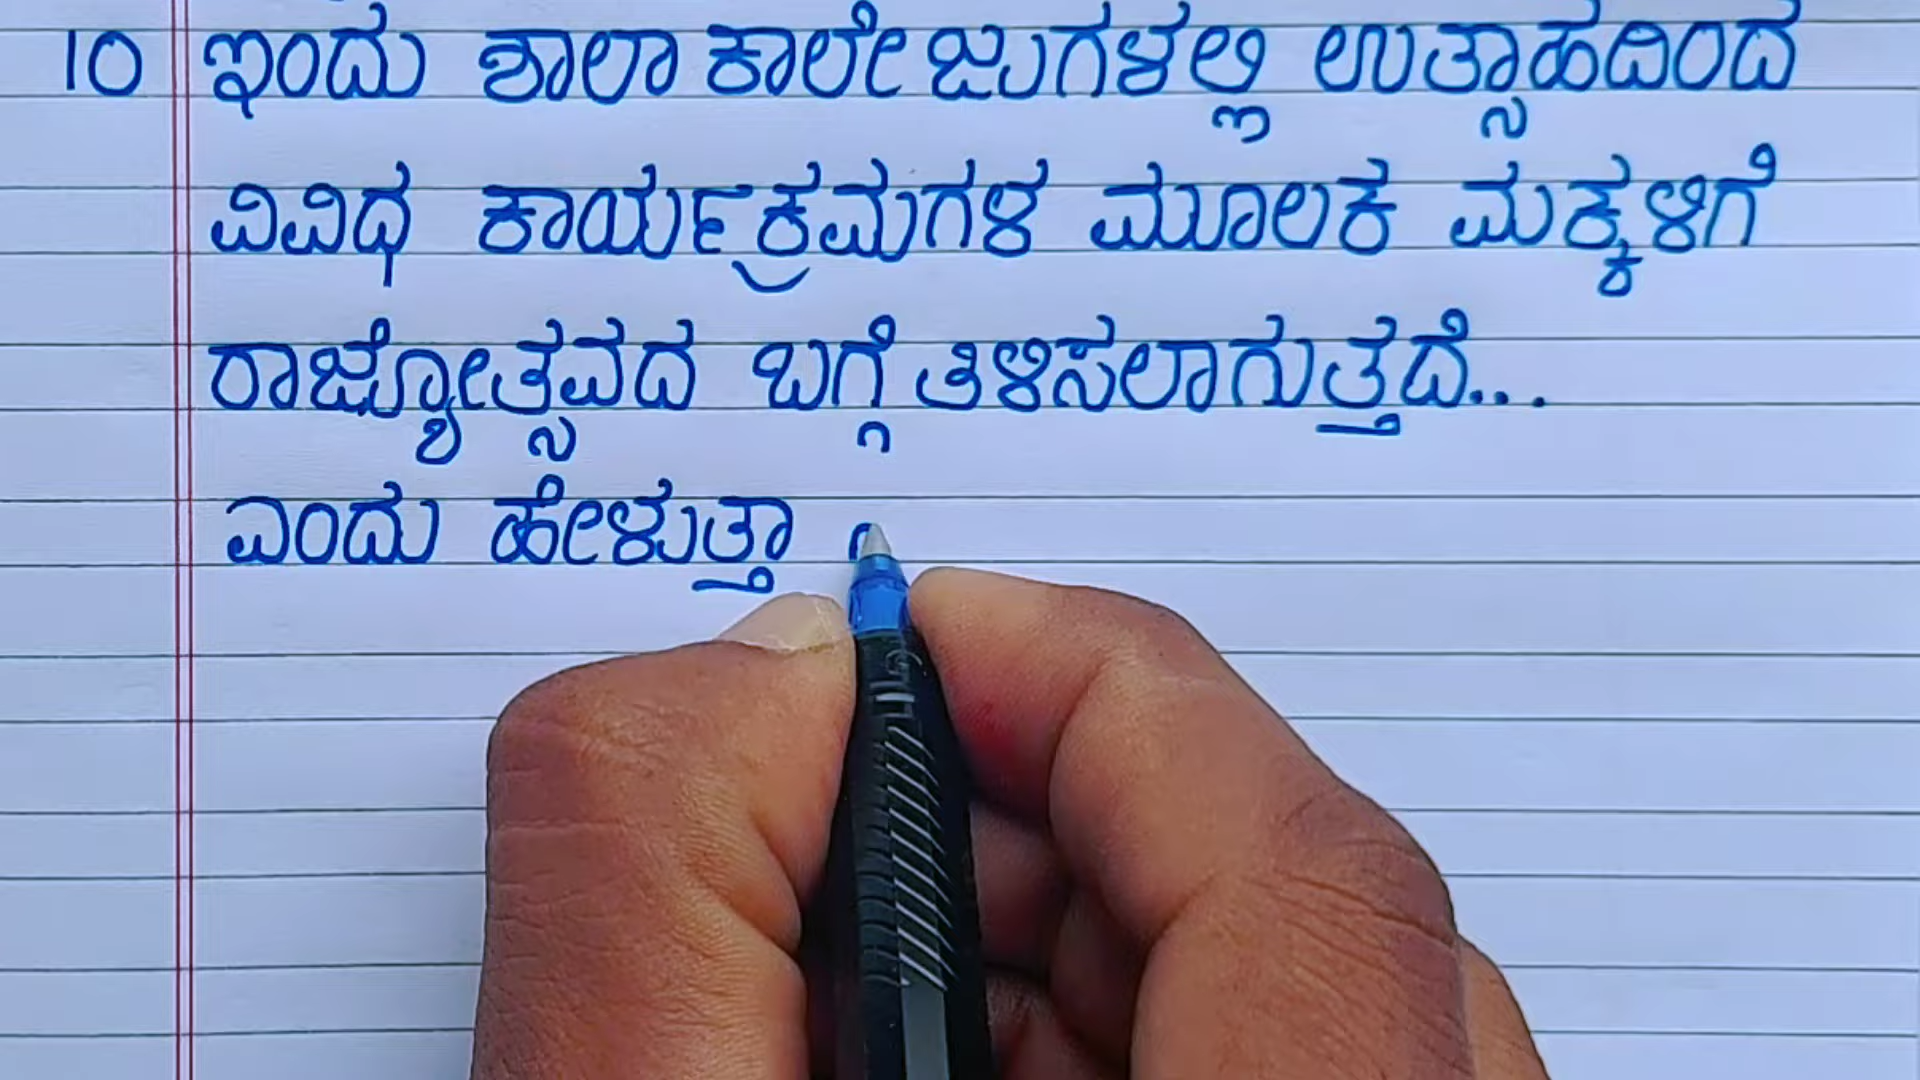 10 ಇಂದು ಶಾಲಾ ಕಾಲೇಜುಗಳಲ್ಲಿ ಉತ್ಸಾಹದಿಂದ
ವಿವಿಧ ಕಾರ್ಯಕ್ರಮಗಳ ಮೂಲಕ ಮಕ್ಕಳಿಗೆ
ರಾಜ್ಯೋತ್ಸವದ ಬಗ್ಗೆ ತಿಳಿಸಲಾಗುತ್ತದೆ...
ಎಂದು ಹೇಳುತ್ತಾ